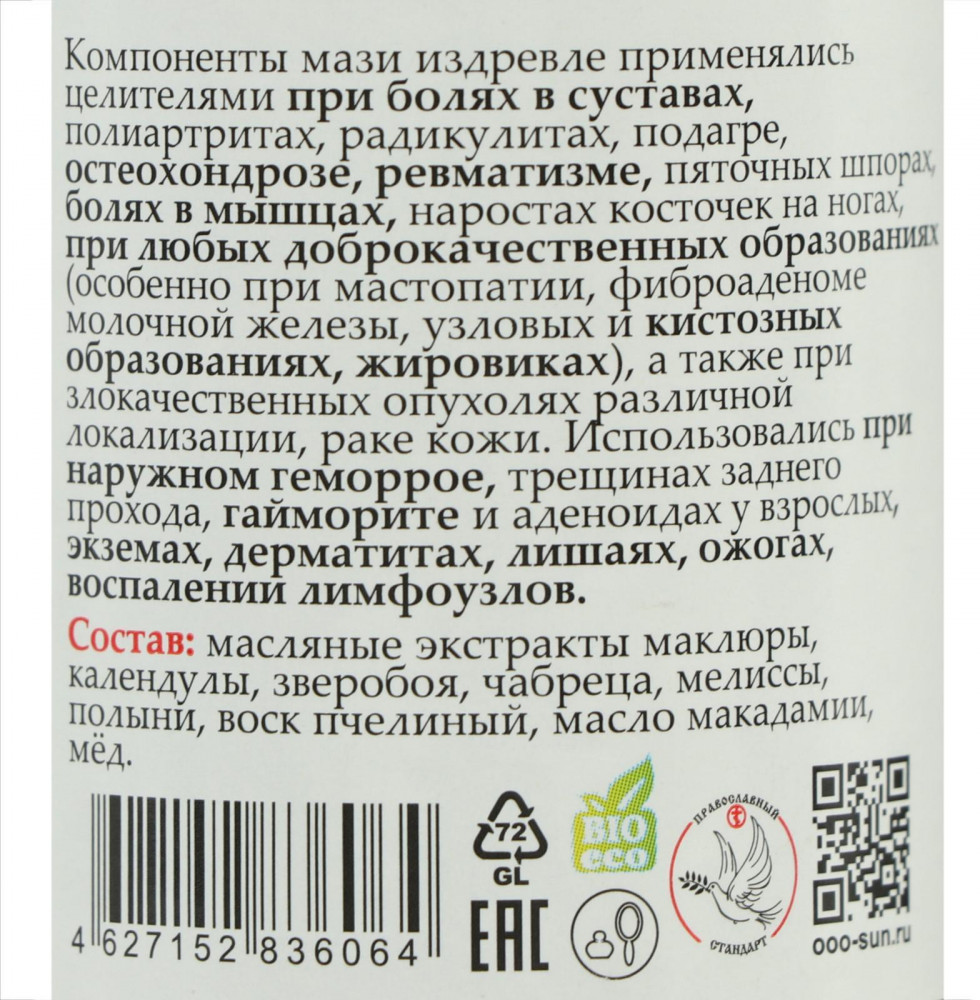 Компоненты мази издревле применялись
целителями при болях в суставах,
полиартритах, радикулитах, подагре,
остеохондрозе, ревматизме, пяточных шпорах,
болях в мышцах, наростах косточек на ногах,
при любых доброкачественных образованиях
(особенно при мастопатии, фиброаденоме
молочной железы, узловых и кистозных
образованиях, жировиках), а также при
злокачественных опухолях различной
локализации, раке кожи. Использовались при
наружном геморрое, трещинах заднего
прохода, гайморите и аденоидах у взрослых,
экземах, дерматитах, лишаях, ожогах,
воспалении лимфоузлов.
Состав: масляные экстракты маклюры,
календулы, зверобоя, чабреца, мелиссы,
полыни, воск пчелиный, масло макадамии,
мёд.
72
GL
BIO
eco
ПРАВОСЛАВНЫЙ
СТАНДАРТ
EAC
ooo-sun.ru
4 627152 836064